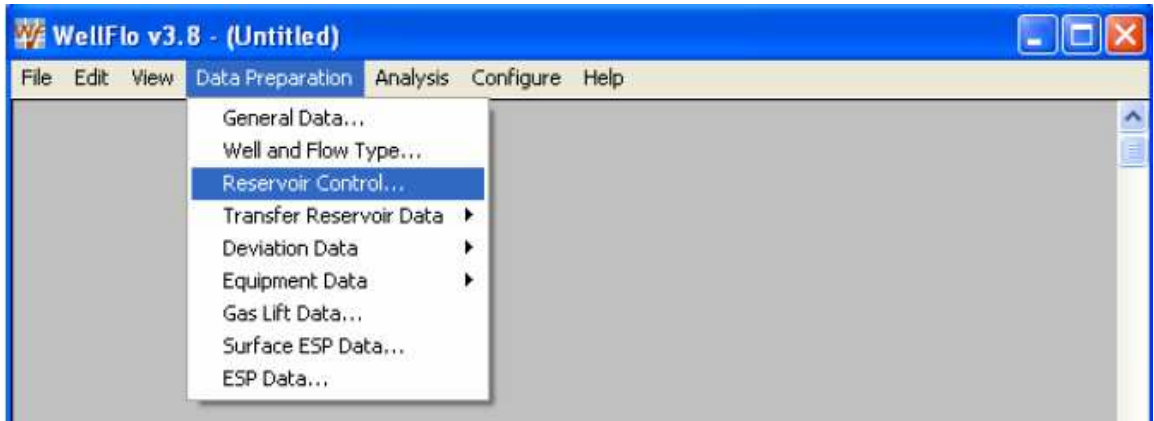 WellFlo v3.8 - (Untitled)
File Edit View Data Preparation Analysis Configure Help
General Data...
Well and Flow Type...
Reservoir Control...
Transfer Reservoir Data
Deviation Data
Equipment Data
Gas Lift Data...
Surface ESP Data...
ESP Data...